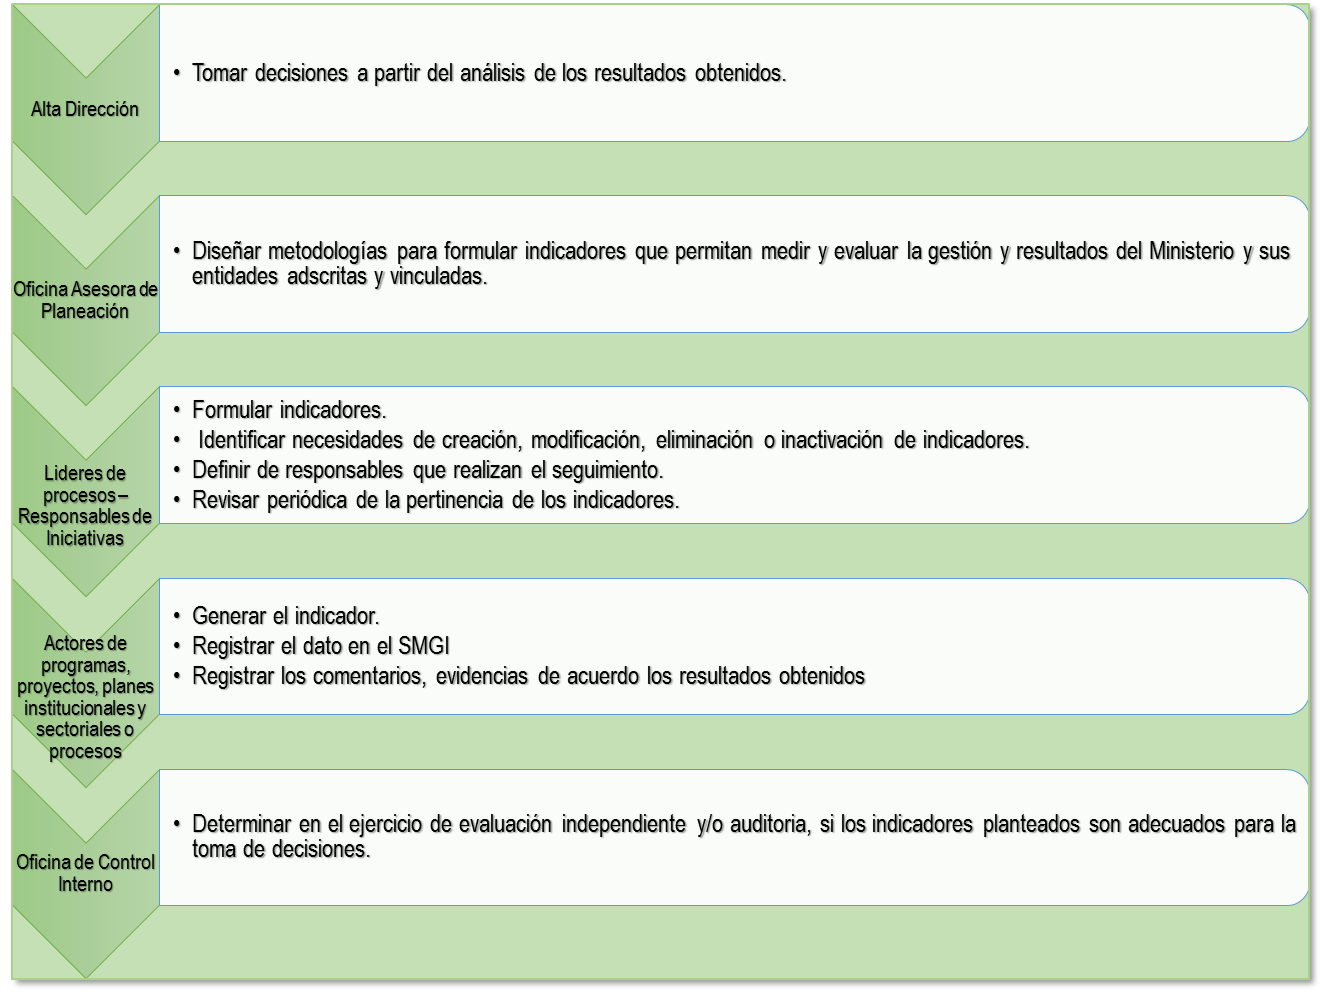 Alta Dirección
• Tomar decisiones a partir del análisis de los resultados obtenidos.
Oficina Asesora de
Planeación
• Diseñar metodologías para formular indicadores que permitan medir y evaluar la gestión y resultados del Ministerio y sus
entidades adscritas y vinculadas.
Lideres de
procesos –
Responsables de
Iniciativas
• Formular indicadores.
• Identificar necesidades de creación, modificación, eliminación o inactivación de indicadores.
• Definir de responsables que realizan el seguimiento.
• Revisar periódica de la pertinencia de los indicadores.
Actores de
programas,
proyectos, planes
institucionales y
sectoriales o
procesos
• Generar el indicador.
• Registrar el dato en el SMGI
• Registrar los comentarios, evidencias de acuerdo los resultados obtenidos
Oficina de Control
Interno
• Determinar en el ejercicio de evaluación independiente y/o auditoria, si los indicadores planteados son adecuados para la
toma de decisiones.